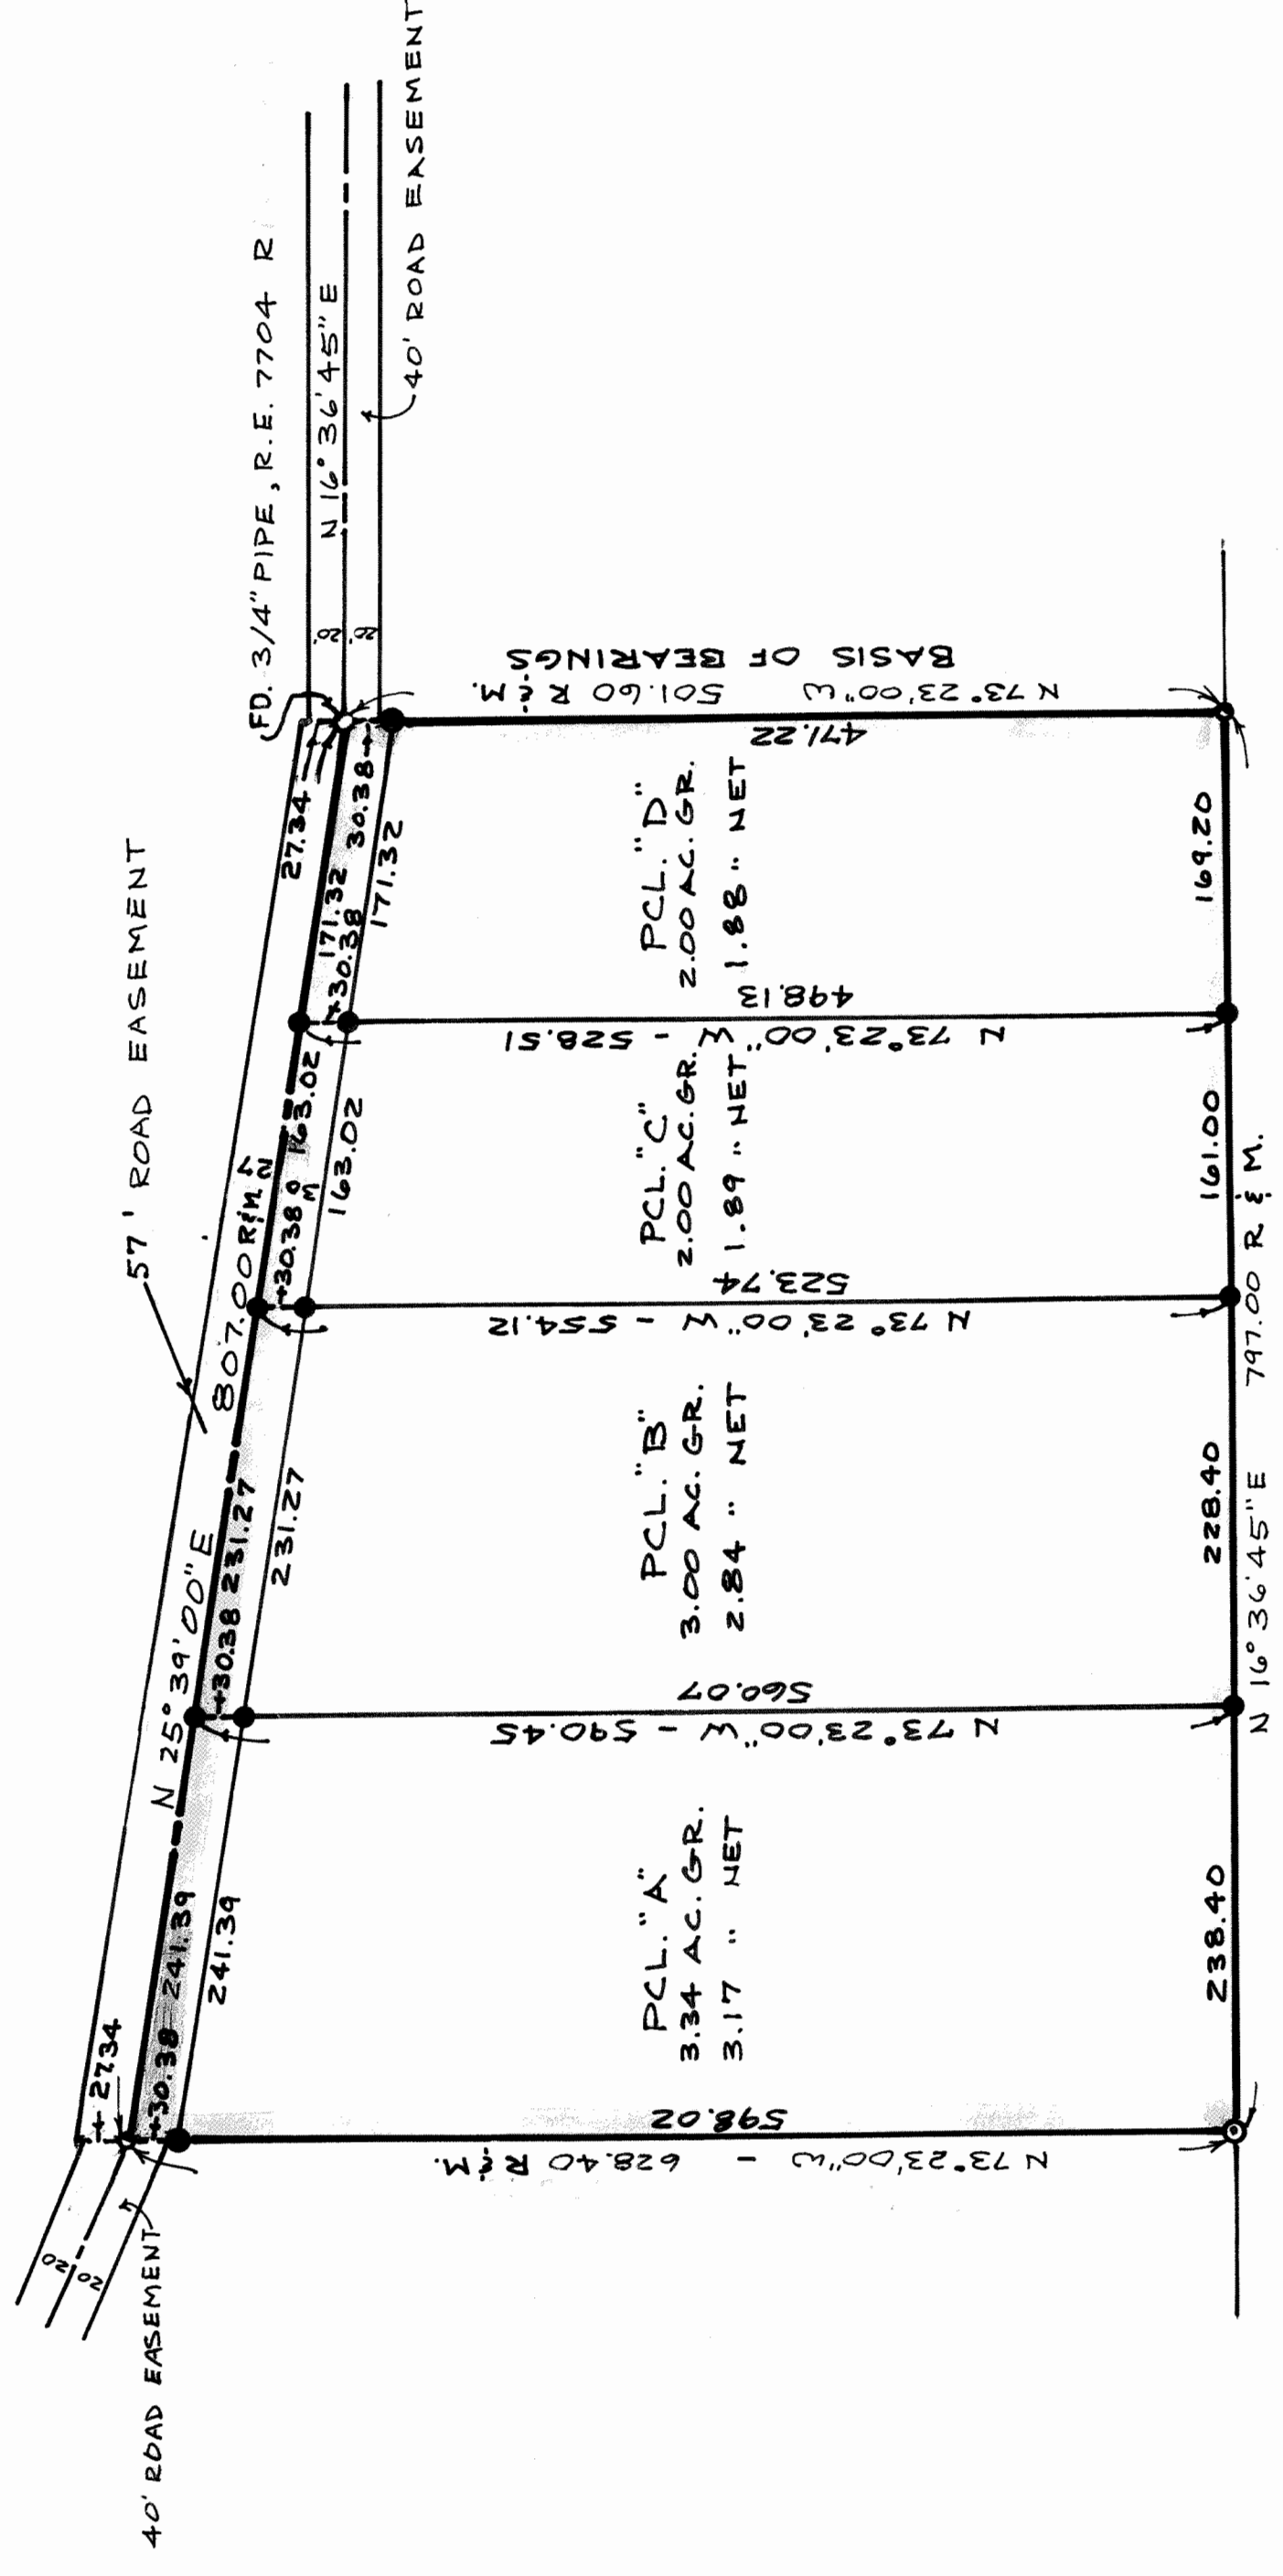 40' ROAD EASEMENT
FD. 3/4" PIPE, R.E. 7704 R
N 16° 36' 45" E
20'
20'
57' ROAD EASEMENT
N 25° 39' 00" E
807.00 R & M.
27.34
27.34
30.38 241.39
30.38 231.27
30.38 163.02
30.38 171.32
30.38
241.39
231.27
163.02
171.32
40' ROAD EASEMENT
20
20
N 73° 23' 00" W - 628.40 R & M.
598.02
PCL. "A"
3.34 AC. GR.
3.17 " NET
238.40
N 73° 23' 00" W - 590.45
560.07
PCL. "B"
3.00 AC. GR.
2.84 " NET
228.40
N 73° 23' 00" W - 554.12
523.74
PCL. "C"
2.00 AC. GR.
1.89 " NET
161.00
N 73° 23' 00" W - 528.51
498.13
PCL. "D"
2.00 AC. GR.
1.88 " NET
169.20
471.22
N 73° 23' 00" W 501.60 R & M.
BASIS OF BEARINGS
N 16° 36' 45" E 797.00 R & M.